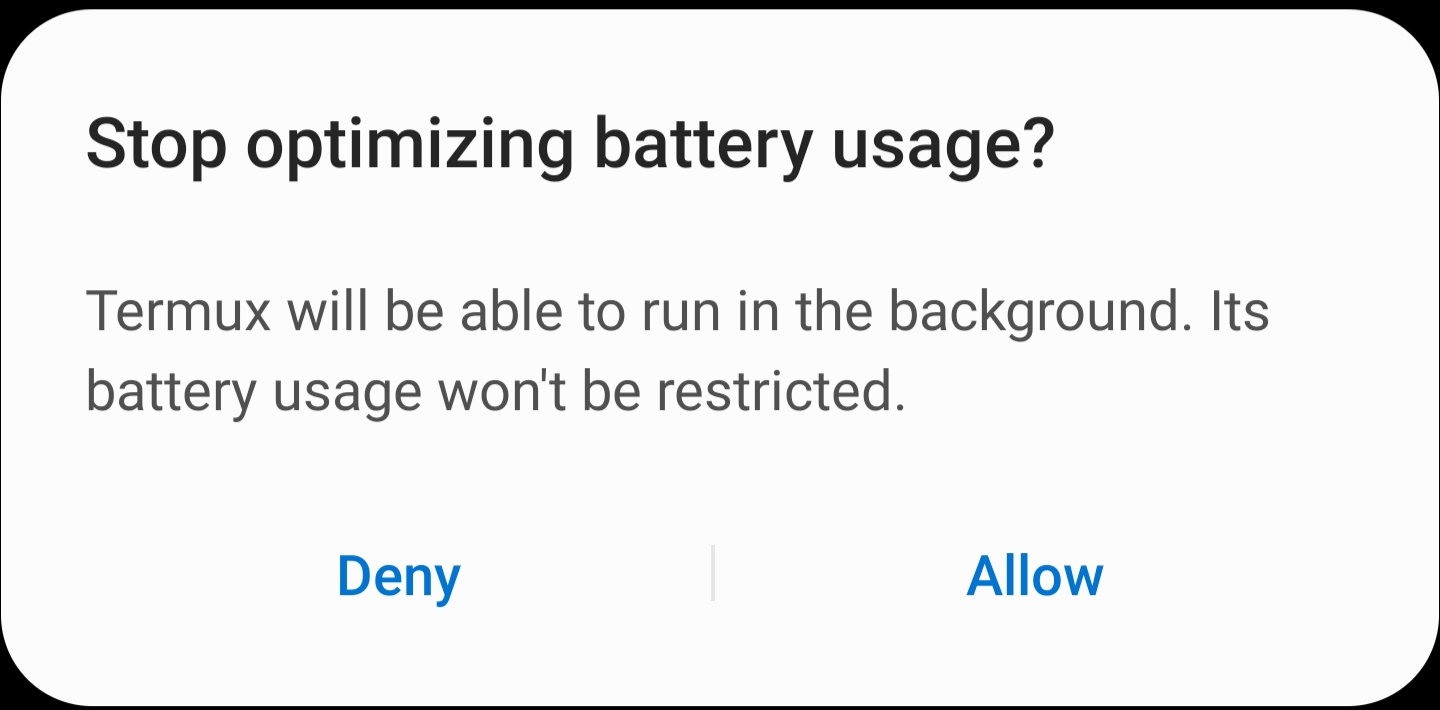 Stop optimizing battery usage?
Termux will be able to run in the background. Its
battery usage won't be restricted.
Deny
Allow